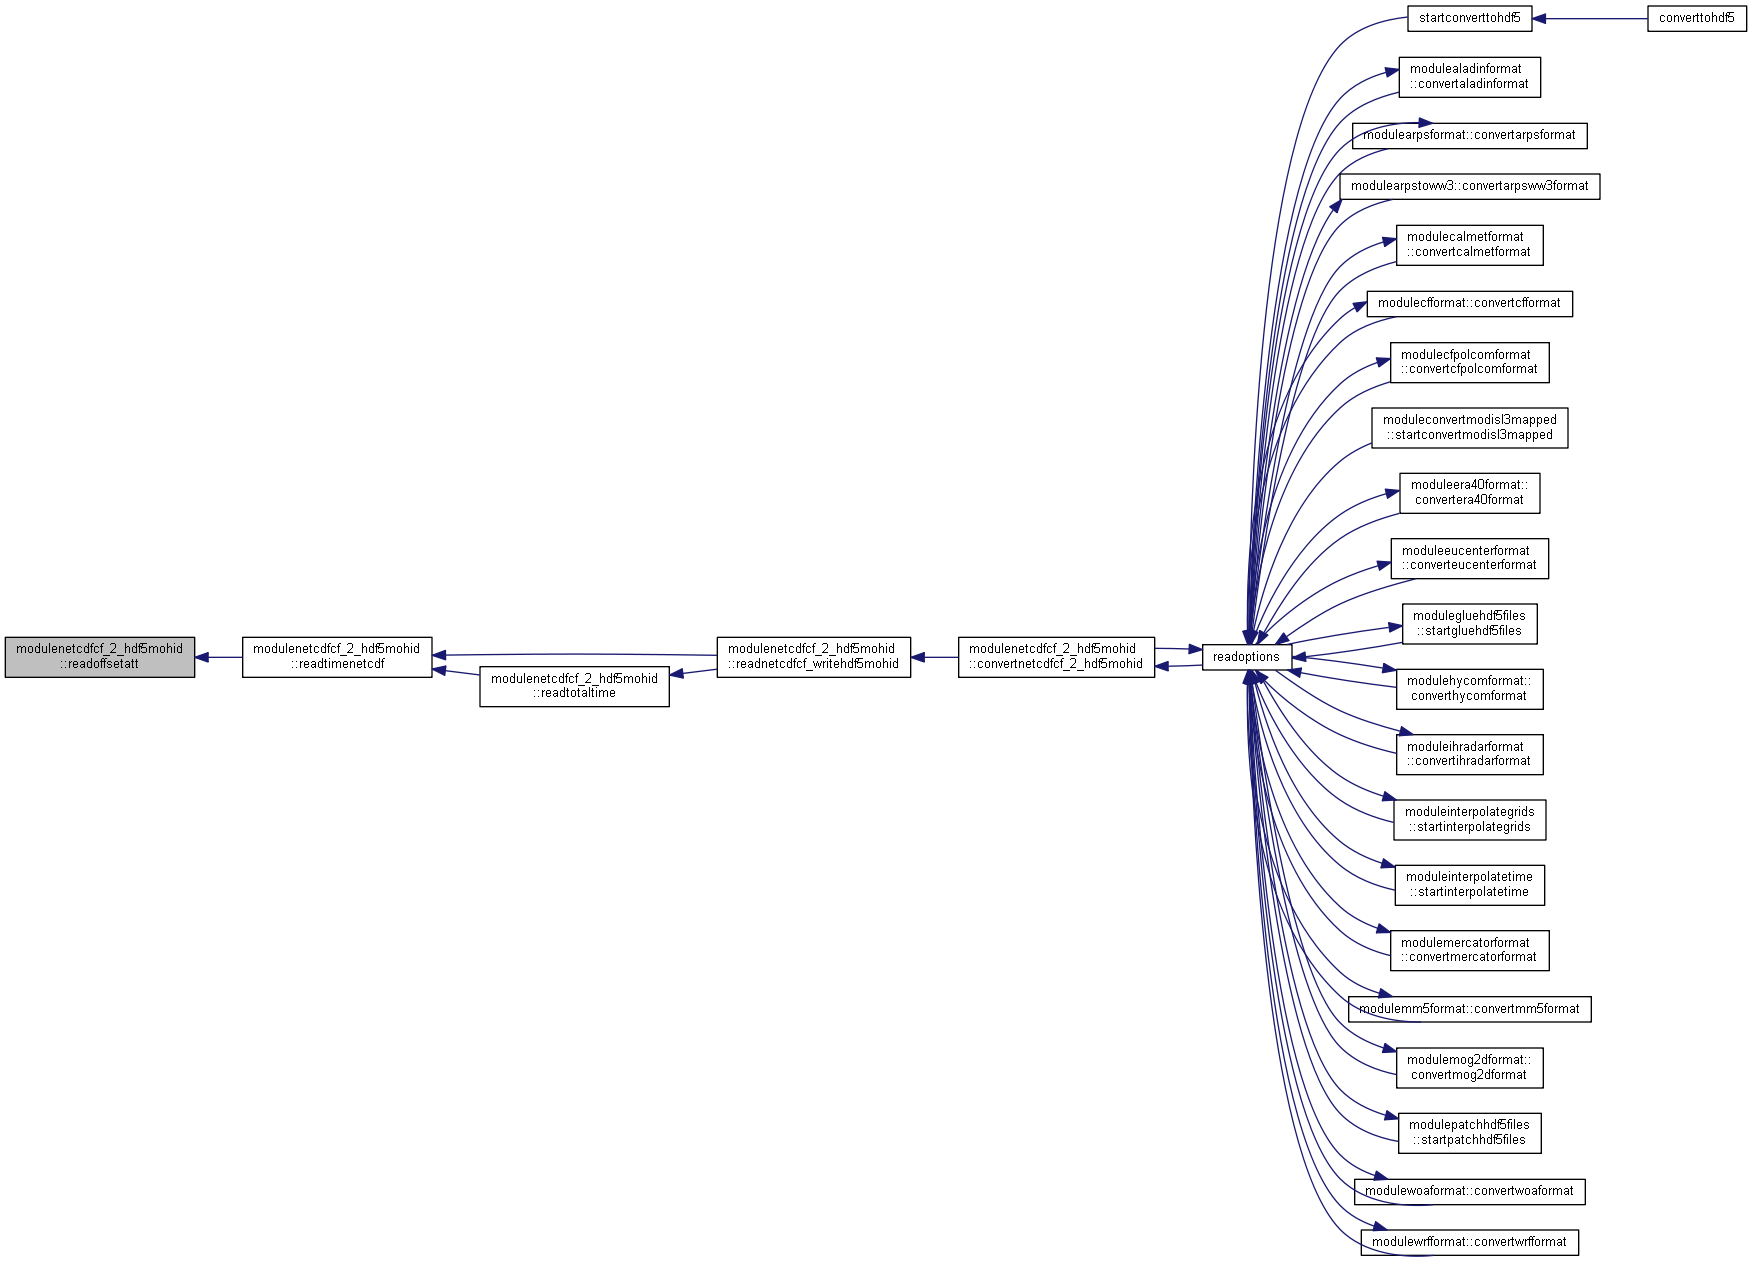 modulenetcdfcf_2_hdf5mohid
::readoffsetatt
modulenetcdfcf_2_hdf5mohid
::readtimenetcdf
modulenetcdfcf_2_hdf5mohid
::readtotaltime
modulenetcdfcf_2_hdf5mohid
::readnetcdfcf_writehdf5mohid
modulenetcdfcf_2_hdf5mohid
::convertnetcdfcf_2_hdf5mohid
readoptions
startconverttohdf5
converttohdf5
modulealadinformat
::convertaladinformat
modulearpsformat::convertarpsformat
modulearpstoww3::convertarpsww3format
modulecalmetformat
::convertcalmetformat
modulecfformat::convertcfformat
modulecfpolcomformat
::convertcfpolcomformat
moduleconvertmodisl3mapped
::startconvertmodisl3mapped
moduleera40format::
convertera40format
moduleeucenterformat
::converteucenterformat
modulegluehdf5files
::startgluehdf5files
modulehycomformat::
converthycomformat
moduleihradarformat
::convertihradarformat
moduleinterpolategrids
::startinterpolategrids
moduleinterpolatetime
::startinterpolatetime
modulemercatorformat
::convertmercatorformat
modulemm5format::convertmm5format
modulemog2dformat::
convertmog2dformat
modulepatchhdf5files
::startpatchhdf5files
modulewoaformat::convertwoaformat
modulewrfformat::convertwrfformat